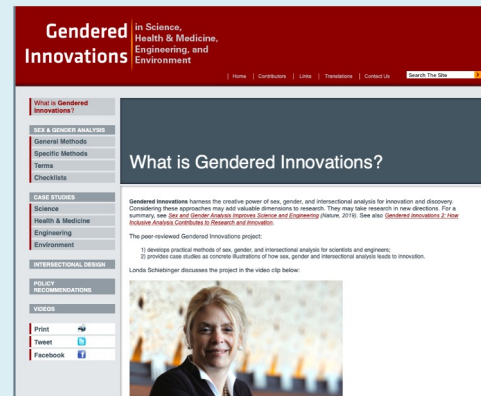 Gendered Innovations
in Science,
Health & Medicine,
Engineering, and
Environment
Home | Contributors | Links | Translations | Contact Us
Search The Site
What is Gendered
Innovations?
SEX & GENDER ANALYSIS
General Methods
Specific Methods
Terms
Checklists
CASE STUDIES
Science
Health & Medicine
Engineering
Environment
INTERSECTIONAL DESIGN
POLICY
RECOMMENDATIONS
VIDEOS
Print
Tweet
Facebook
What is Gendered Innovations?
Gendered Innovations harness the creative power of sex, gender, and intersectional analysis for innovation and discovery.
Considering these approaches may add valuable dimensions to research. They may take research in new directions. For a
summary, see Sex and Gender Analysis Improves Science and Engineering (Nature, 2019). See also Gendered Innovations 2: How
Inclusive Analysis Contributes to Research and Innovation.
The peer-reviewed Gendered Innovations project:
1) develops practical methods of sex, gender, and intersectional analysis for scientists and engineers;
2) provides case studies as concrete illustrations of how sex, gender and intersectional analysis leads to innovation.
Londa Schiebinger discusses the project in the video clip below: